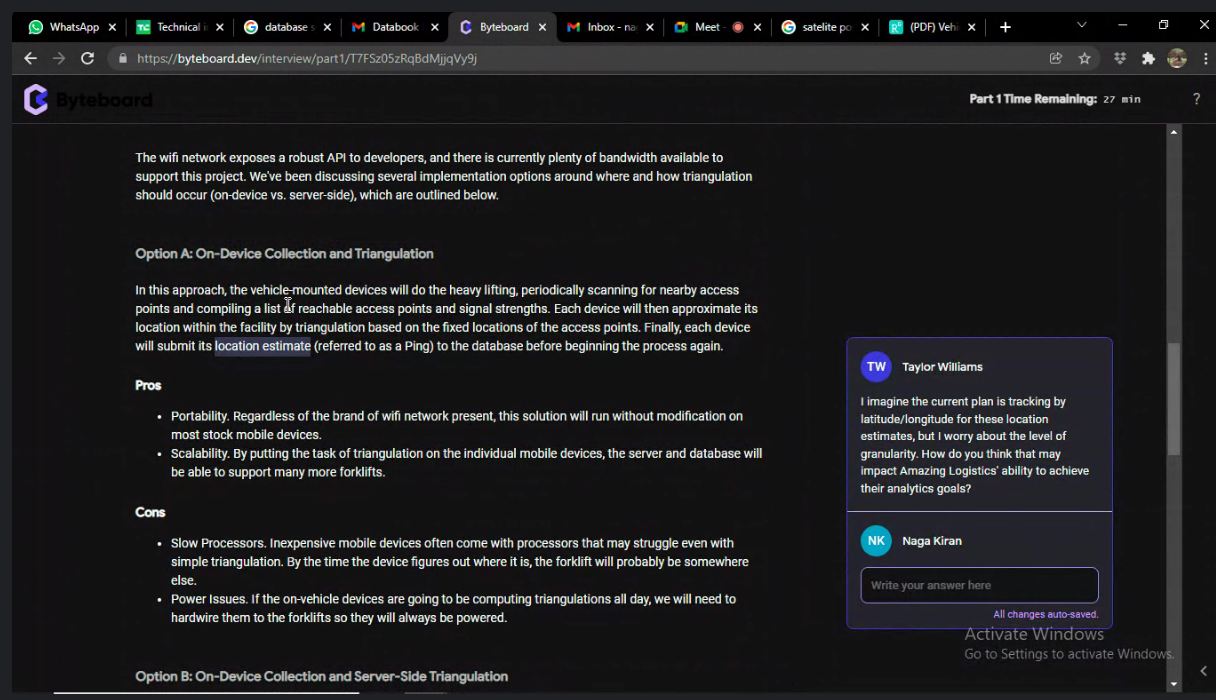 WhatsApp
Technical i
database s
Databook
Byteboard
Inbox - na
Meet -
satelite po
(PDF) Vehi
https://byteboard.dev/interview/part1/T7FSz05zRqBdMjjqVy9j
Byteboard
Part 1 Time Remaining: 27 min
?
The wifi network exposes a robust API to developers, and there is currently plenty of bandwidth available to
support this project. We've been discussing several implementation options around where and how triangulation
should occur (on-device vs. server-side), which are outlined below.
Option A: On-Device Collection and Triangulation
In this approach, the vehicle-mounted devices will do the heavy lifting, periodically scanning for nearby access
points and compiling a list of reachable access points and signal strengths. Each device will then approximate its
location within the facility by triangulation based on the fixed locations of the access points. Finally, each device
will submit its location estimate (referred to as a Ping) to the database before beginning the process again.
Pros
• Portability. Regardless of the brand of wifi network present, this solution will run without modification on
most stock mobile devices.
• Scalability. By putting the task of triangulation on the individual mobile devices, the server and database will
be able to support many more forklifts.
Cons
• Slow Processors. Inexpensive mobile devices often come with processors that may struggle even with
simple triangulation. By the time the device figures out where it is, the forklift will probably be somewhere
else.
• Power Issues. If the on-vehicle devices are going to be computing triangulations all day, we will need to
hardwire them to the forklifts so they will always be powered.
Option B: On-Device Collection and Server-Side Triangulation
TW
Taylor Williams
I imagine the current plan is tracking by
latitude/longitude for these location
estimates, but I worry about the level of
granularity. How do you think that may
impact Amazing Logistics' ability to achieve
their analytics goals?
NK
Naga Kiran
Write your answer here
All changes auto-saved.
Activate Windows
Go to Settings to activate Windows.